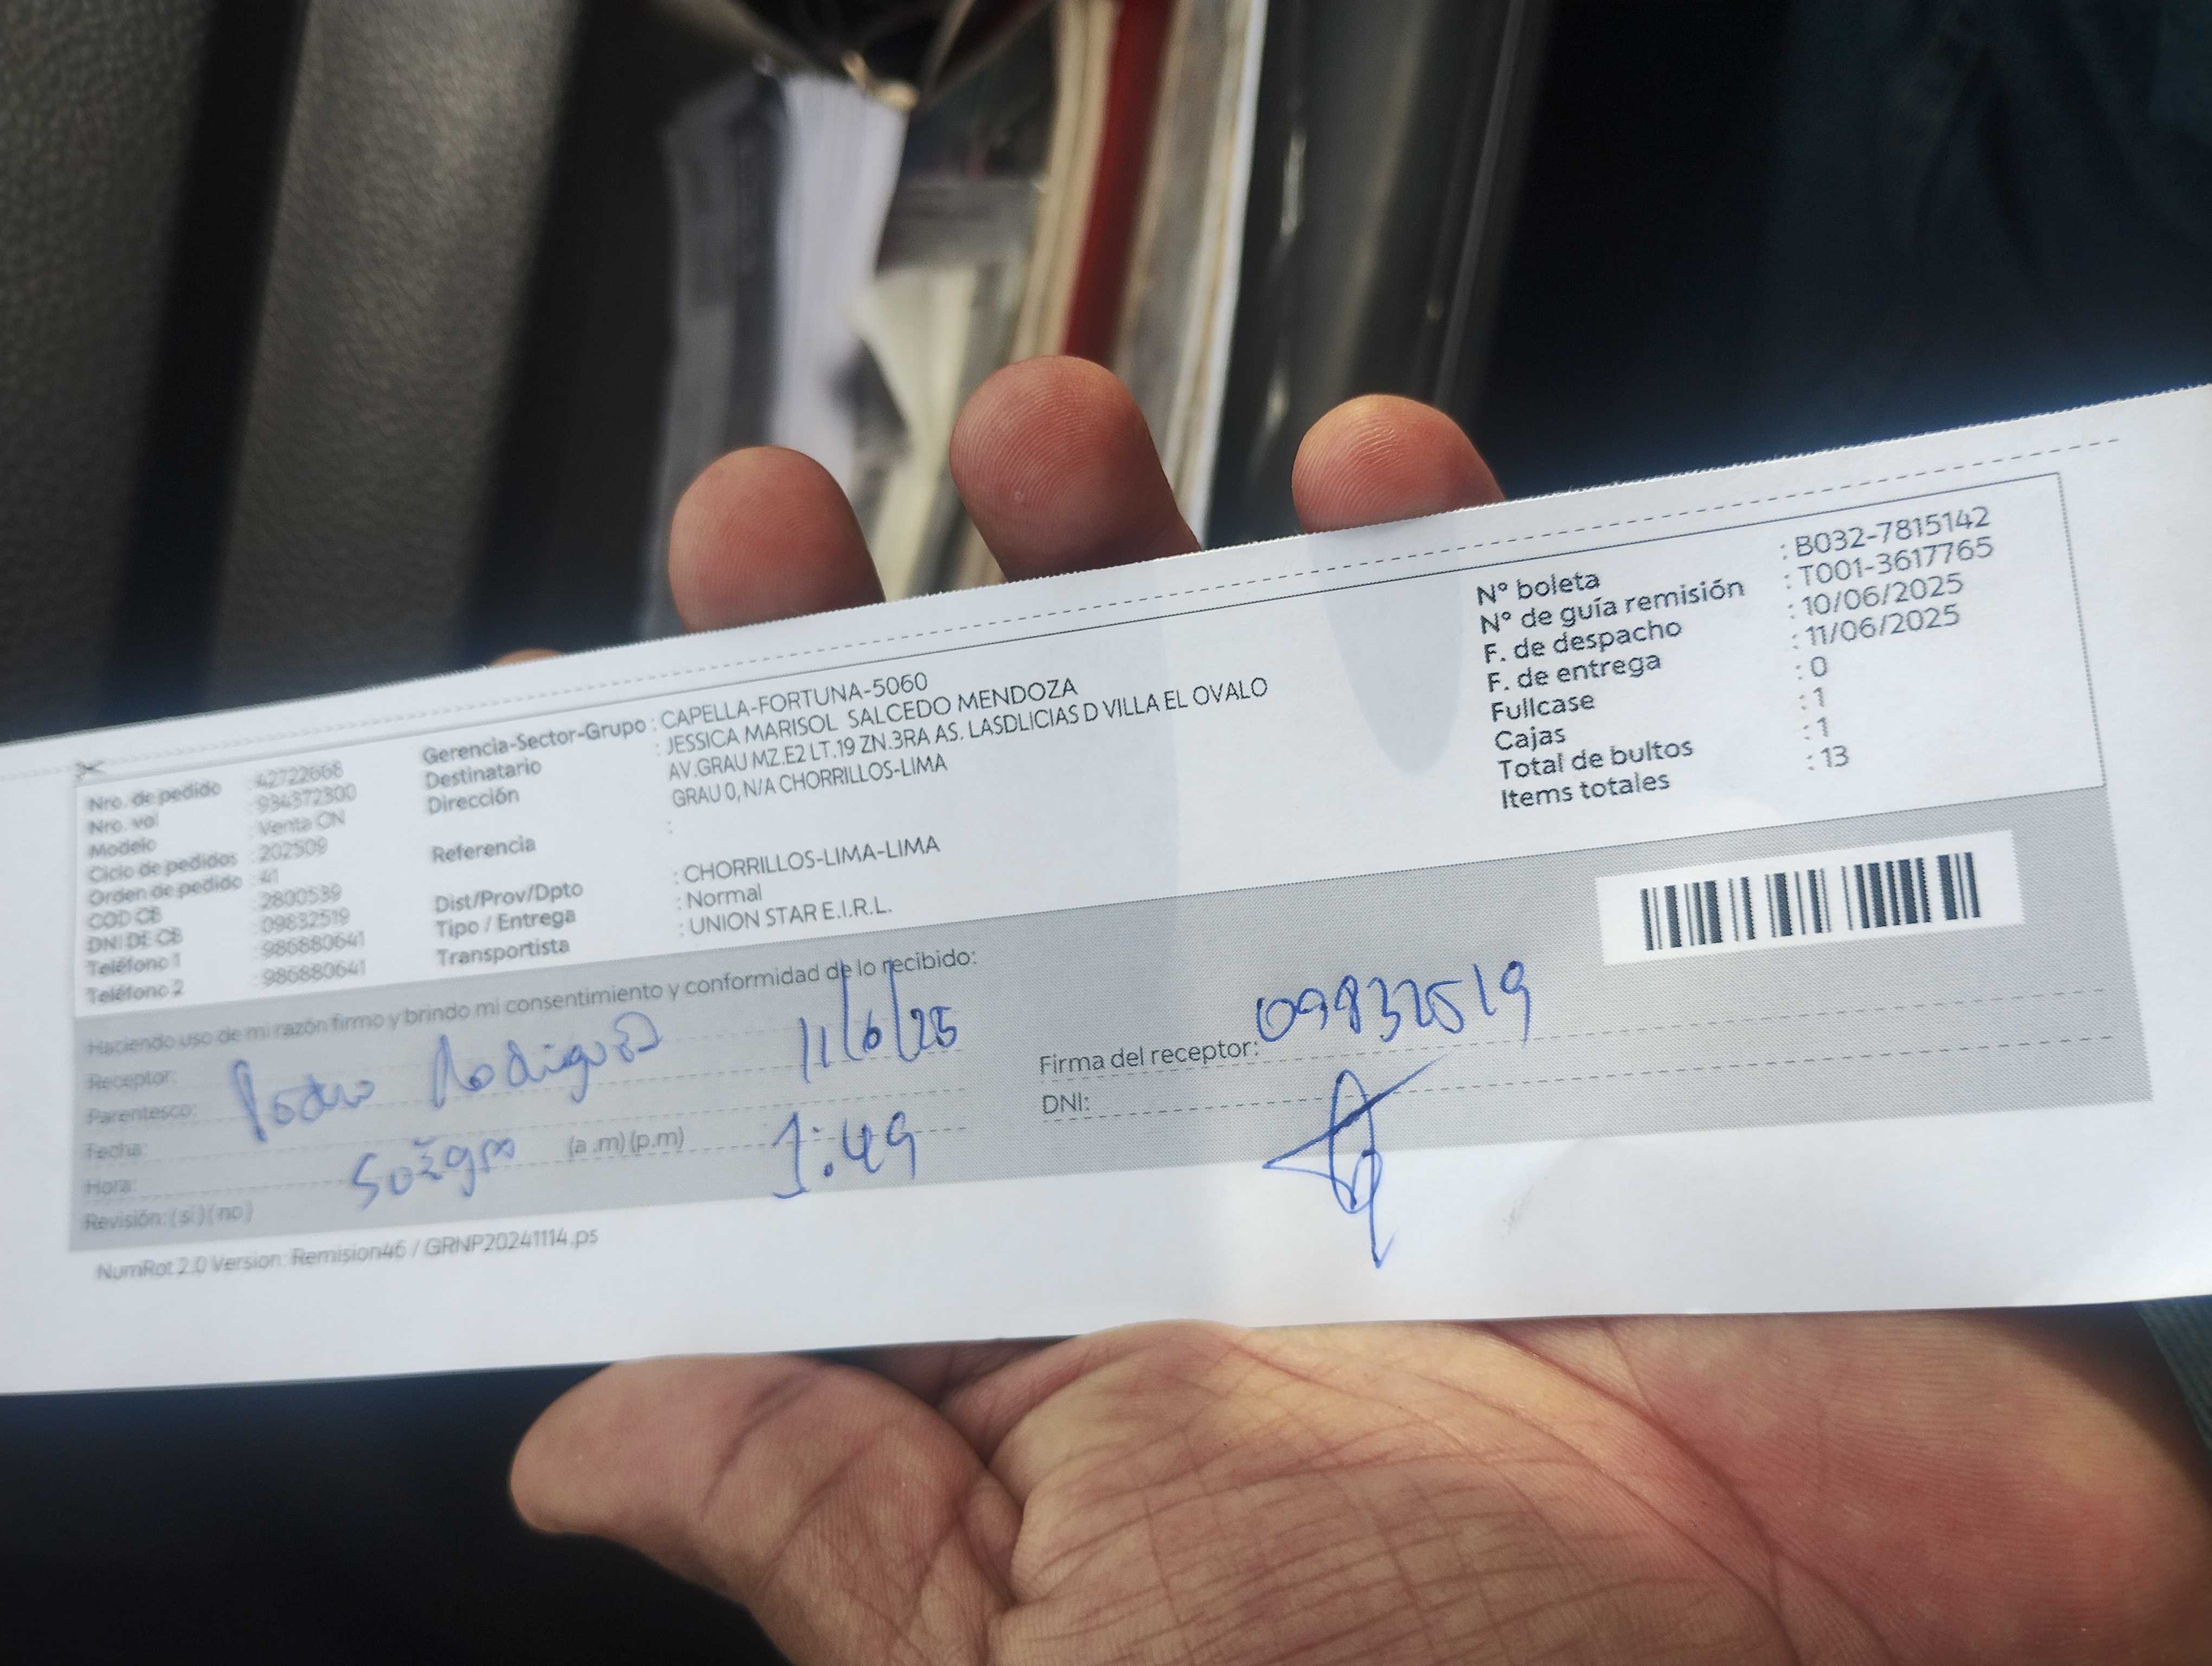 Nro. de pedido : 42722668
Nro. vol : 934372300
Modelo : Venta CN
Ciclo de pedidos : 202509
Orden de pedido : 41
COD CB : 2800539
DNI DE CB : 09832519
Teléfono 1 : 986880641
Teléfono 2 : 986880641
Gerencia-Sector-Grupo : CAPELLA-FORTUNA-5060
Destinatario : JESSICA MARISOL SALCEDO MENDOZA
Dirección AV.GRAU MZ.E2 LT.19 ZN.3RA AS. LASDLICIAS D VILLA EL OVALO
GRAU 0, N/A CHORRILLOS-LIMA
Referencia :
Dist/Prov/Dpto : CHORRILLOS-LIMA-LIMA
Tipo / Entrega : Normal
Transportista : UNION STAR E.I.R.L.
N° boleta : B032-7815142
N° de guía remisión : T001-3617765
F. de despacho : 10/06/2025
F. de entrega : 11/06/2025
Fullcase : 0
Cajas : 1
Total de bultos : 1
Items totales : 13
Haciendo uso de mi razón firmo y brindo mi consentimiento y conformidad de lo recibido:
Receptor:
Parentesco:
Fecha:
Hora:
Revisión: (si) (no)
Pedro Rodriguez 11/6/25
(a .m) (p.m) 1:49
Firma del receptor: 09832519
DNI:
NumRot 2.0 Version: Remision46 / GRNP20241114.ps